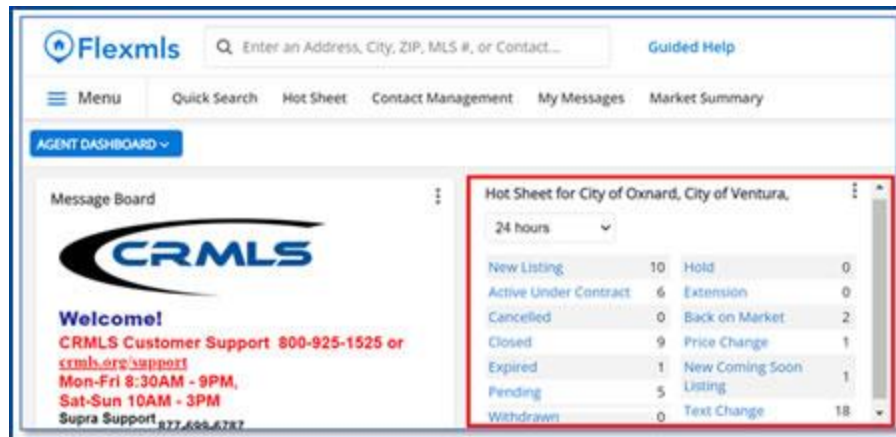 Flexmls
Enter an Address, City, ZIP, MLS #, or Contact...
Guided Help
Menu
Quick Search
Hot Sheet
Contact Management
My Messages
Market Summary
AGENT DASHBOARD
Message Board
CRMLS
Welcome!
CRMLS Customer Support 800-925-1525 or
crmls.org/support
Mon-Fri 8:30AM - 9PM,
Sat-Sun 10AM - 3PM
Supra Support 877-699-6787
Hot Sheet for City of Oxnard, City of Ventura,
24 hours
New Listing 10 Hold 0
Active Under Contract 6 Extension 0
Cancelled 0 Back on Market 2
Closed 9 Price Change 1
Expired 1 New Coming Soon
Listing 1
Pending 5
Withdrawn 0 Text Change 18